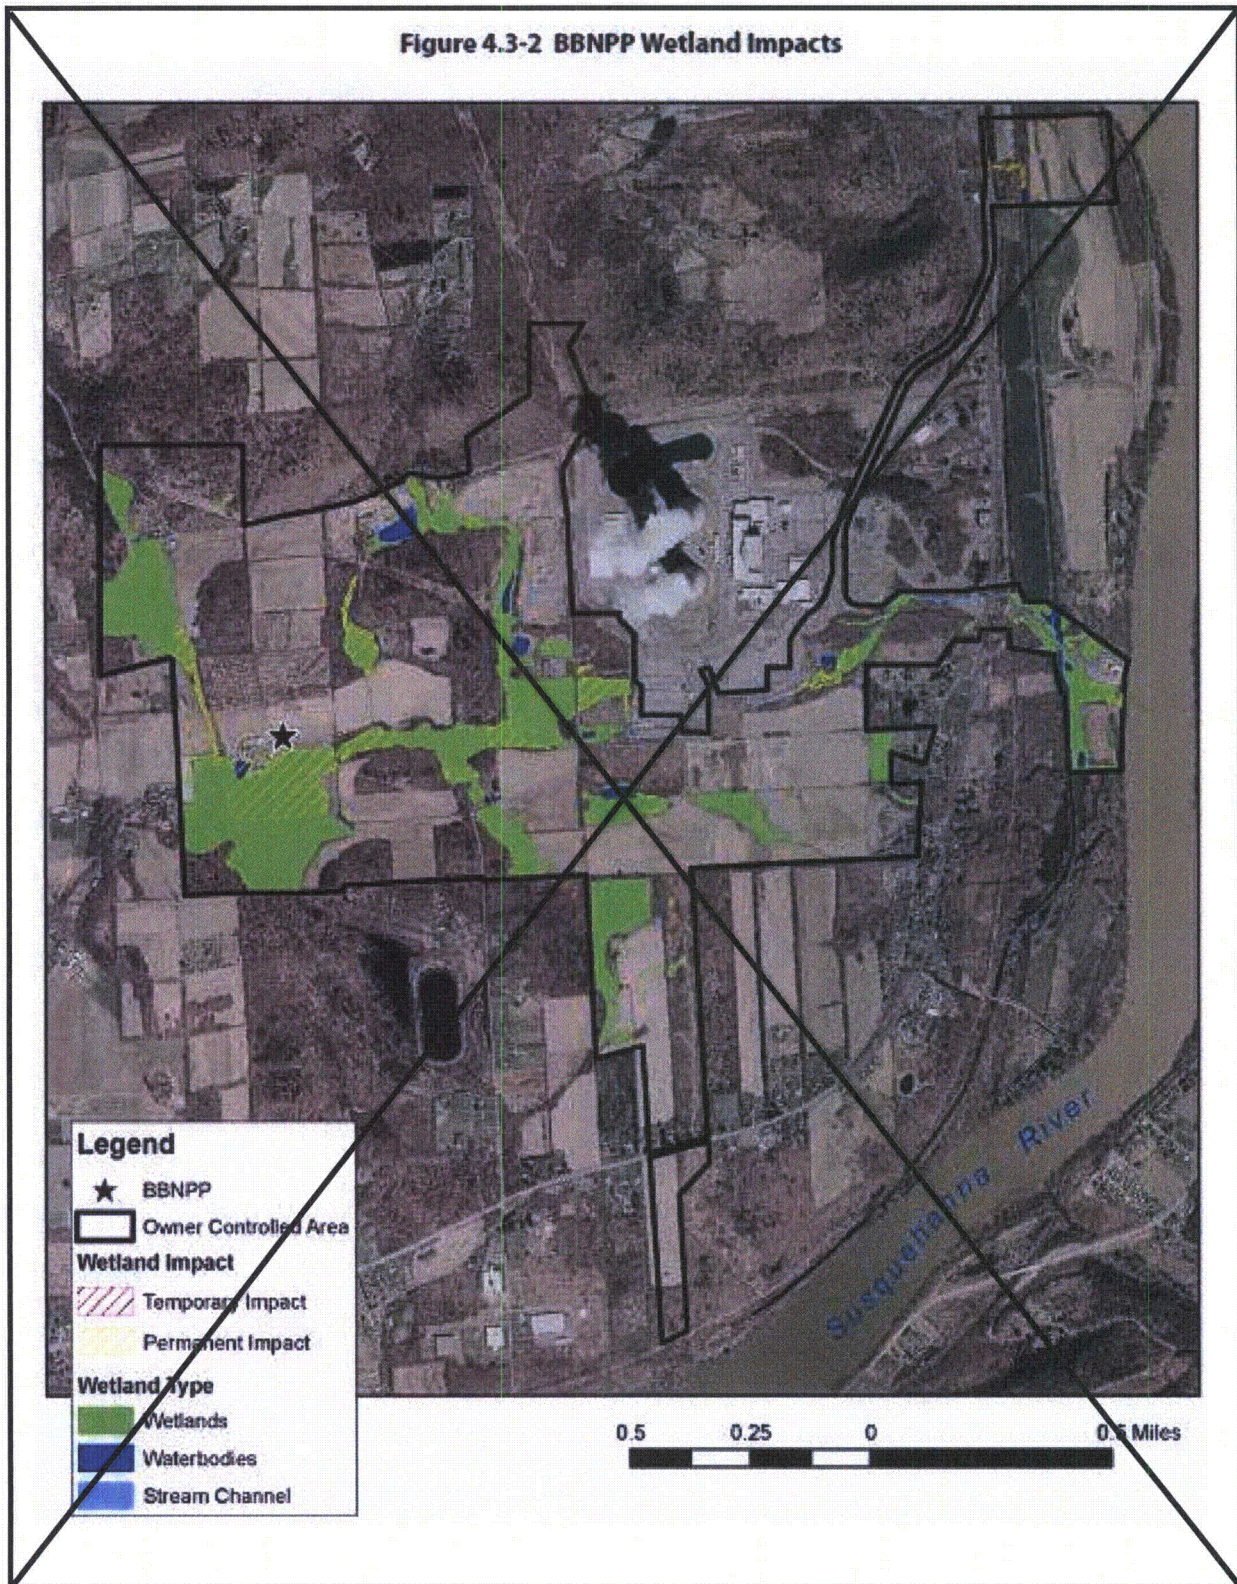 Figure 4.3-2 BBNPP Wetland Impacts
Susquehanna River
Legend
BBNPP
Owner Controlled Area
Wetland Impact
Temporary Impact
Permanent Impact
Wetland Type
Wetlands
Waterbodies
Stream Channel
0.5 0.25 0 0.5 Miles